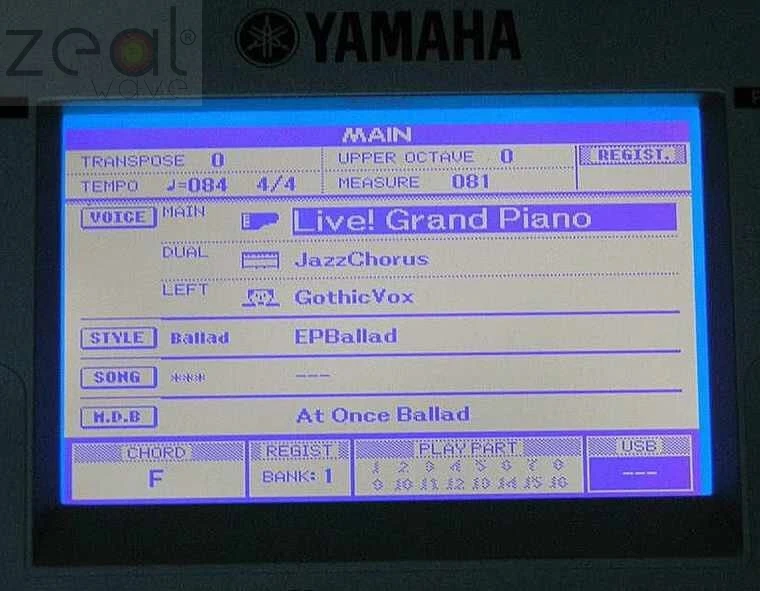 zeal®
wave
YAMAHA
MAIN
TRANSPOSE 0 UPPER OCTAVE 0 REGIST.
TEMPO ♩=084 4/4 MEASURE 081
VOICE MAIN Live! Grand Piano
DUAL JazzChorus
LEFT GothicVox
STYLE Ballad EPBallad
SONG *** ---
M.D.B At Once Ballad
CHORD REGIST PLAY PART USB
F BANK: 1 1 2 3 4 5 6 7 8 ---
9 10 11 12 13 14 15 16